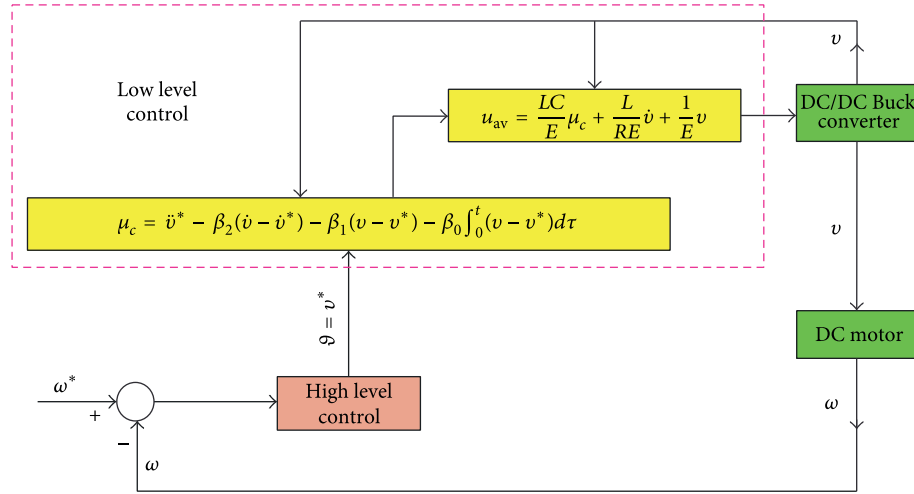 υ
Low level
control
u_av = LC/E μ_c + L/RE υ̇ + 1/E υ
DC/DC Buck
converter
μ_c = ϋ* − β₂(υ̇ − υ̇*) − β₁(υ − υ*) − β₀∫₀ᵗ(υ − υ*)dτ
υ
ϑ = υ*
DC motor
ω*
+
−
High level
control
ω
ω